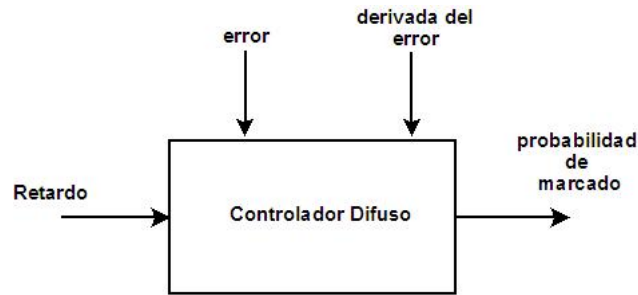 error
derivada del
error
probabilidad
de
marcado
Retardo
Controlador Difuso